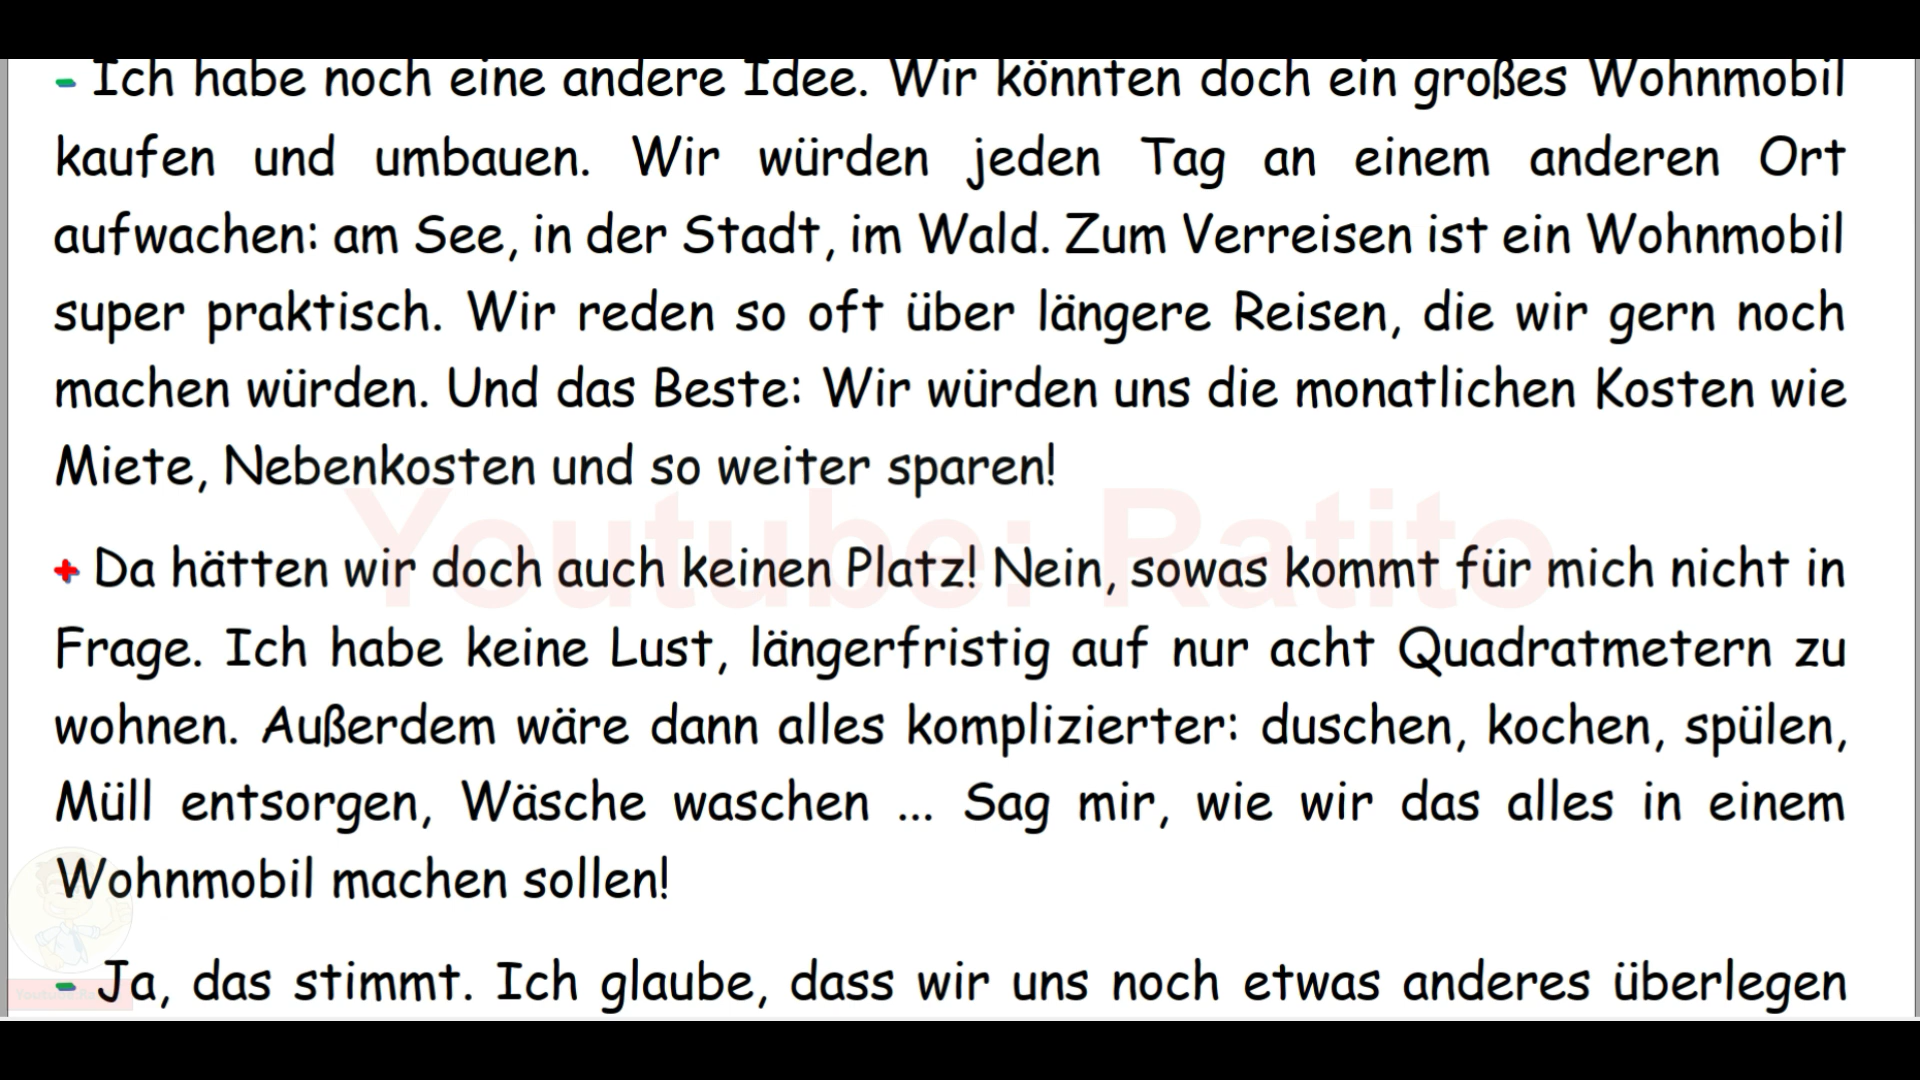 - Ich habe noch eine andere Idee. Wir könnten doch ein großes Wohnmobil
kaufen und umbauen. Wir würden jeden Tag an einem anderen Ort
aufwachen: am See, in der Stadt, im Wald. Zum Verreisen ist ein Wohnmobil
super praktisch. Wir reden so oft über längere Reisen, die wir gern noch
machen würden. Und das Beste: Wir würden uns die monatlichen Kosten wie
Miete, Nebenkosten und so weiter sparen!
Youtube: Ratito
+ Da hätten wir doch auch keinen Platz! Nein, sowas kommt für mich nicht in
Frage. Ich habe keine Lust, längerfristig auf nur acht Quadratmetern zu
wohnen. Außerdem wäre dann alles komplizierter: duschen, kochen, spülen,
Müll entsorgen, Wäsche waschen ... Sag mir, wie wir das alles in einem
Wohnmobil machen sollen!
- Ja, das stimmt. Ich glaube, dass wir uns noch etwas anderes überlegen